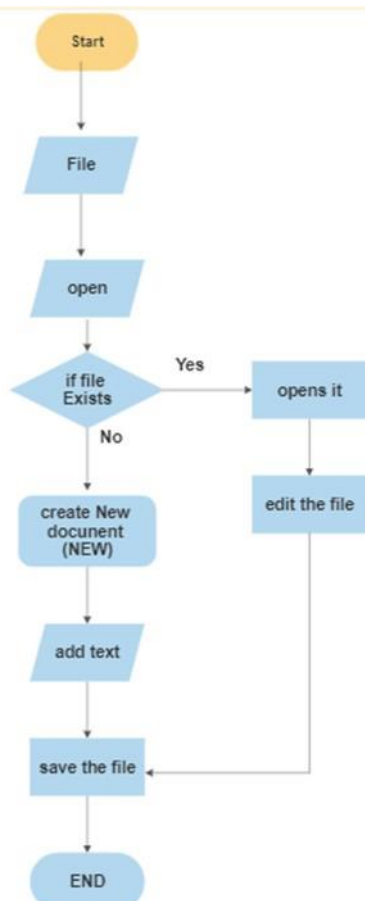 Start
File
open
if file
Exists
Yes
opens it
No
edit the file
create New
document
(NEW)
add text
save the file
END